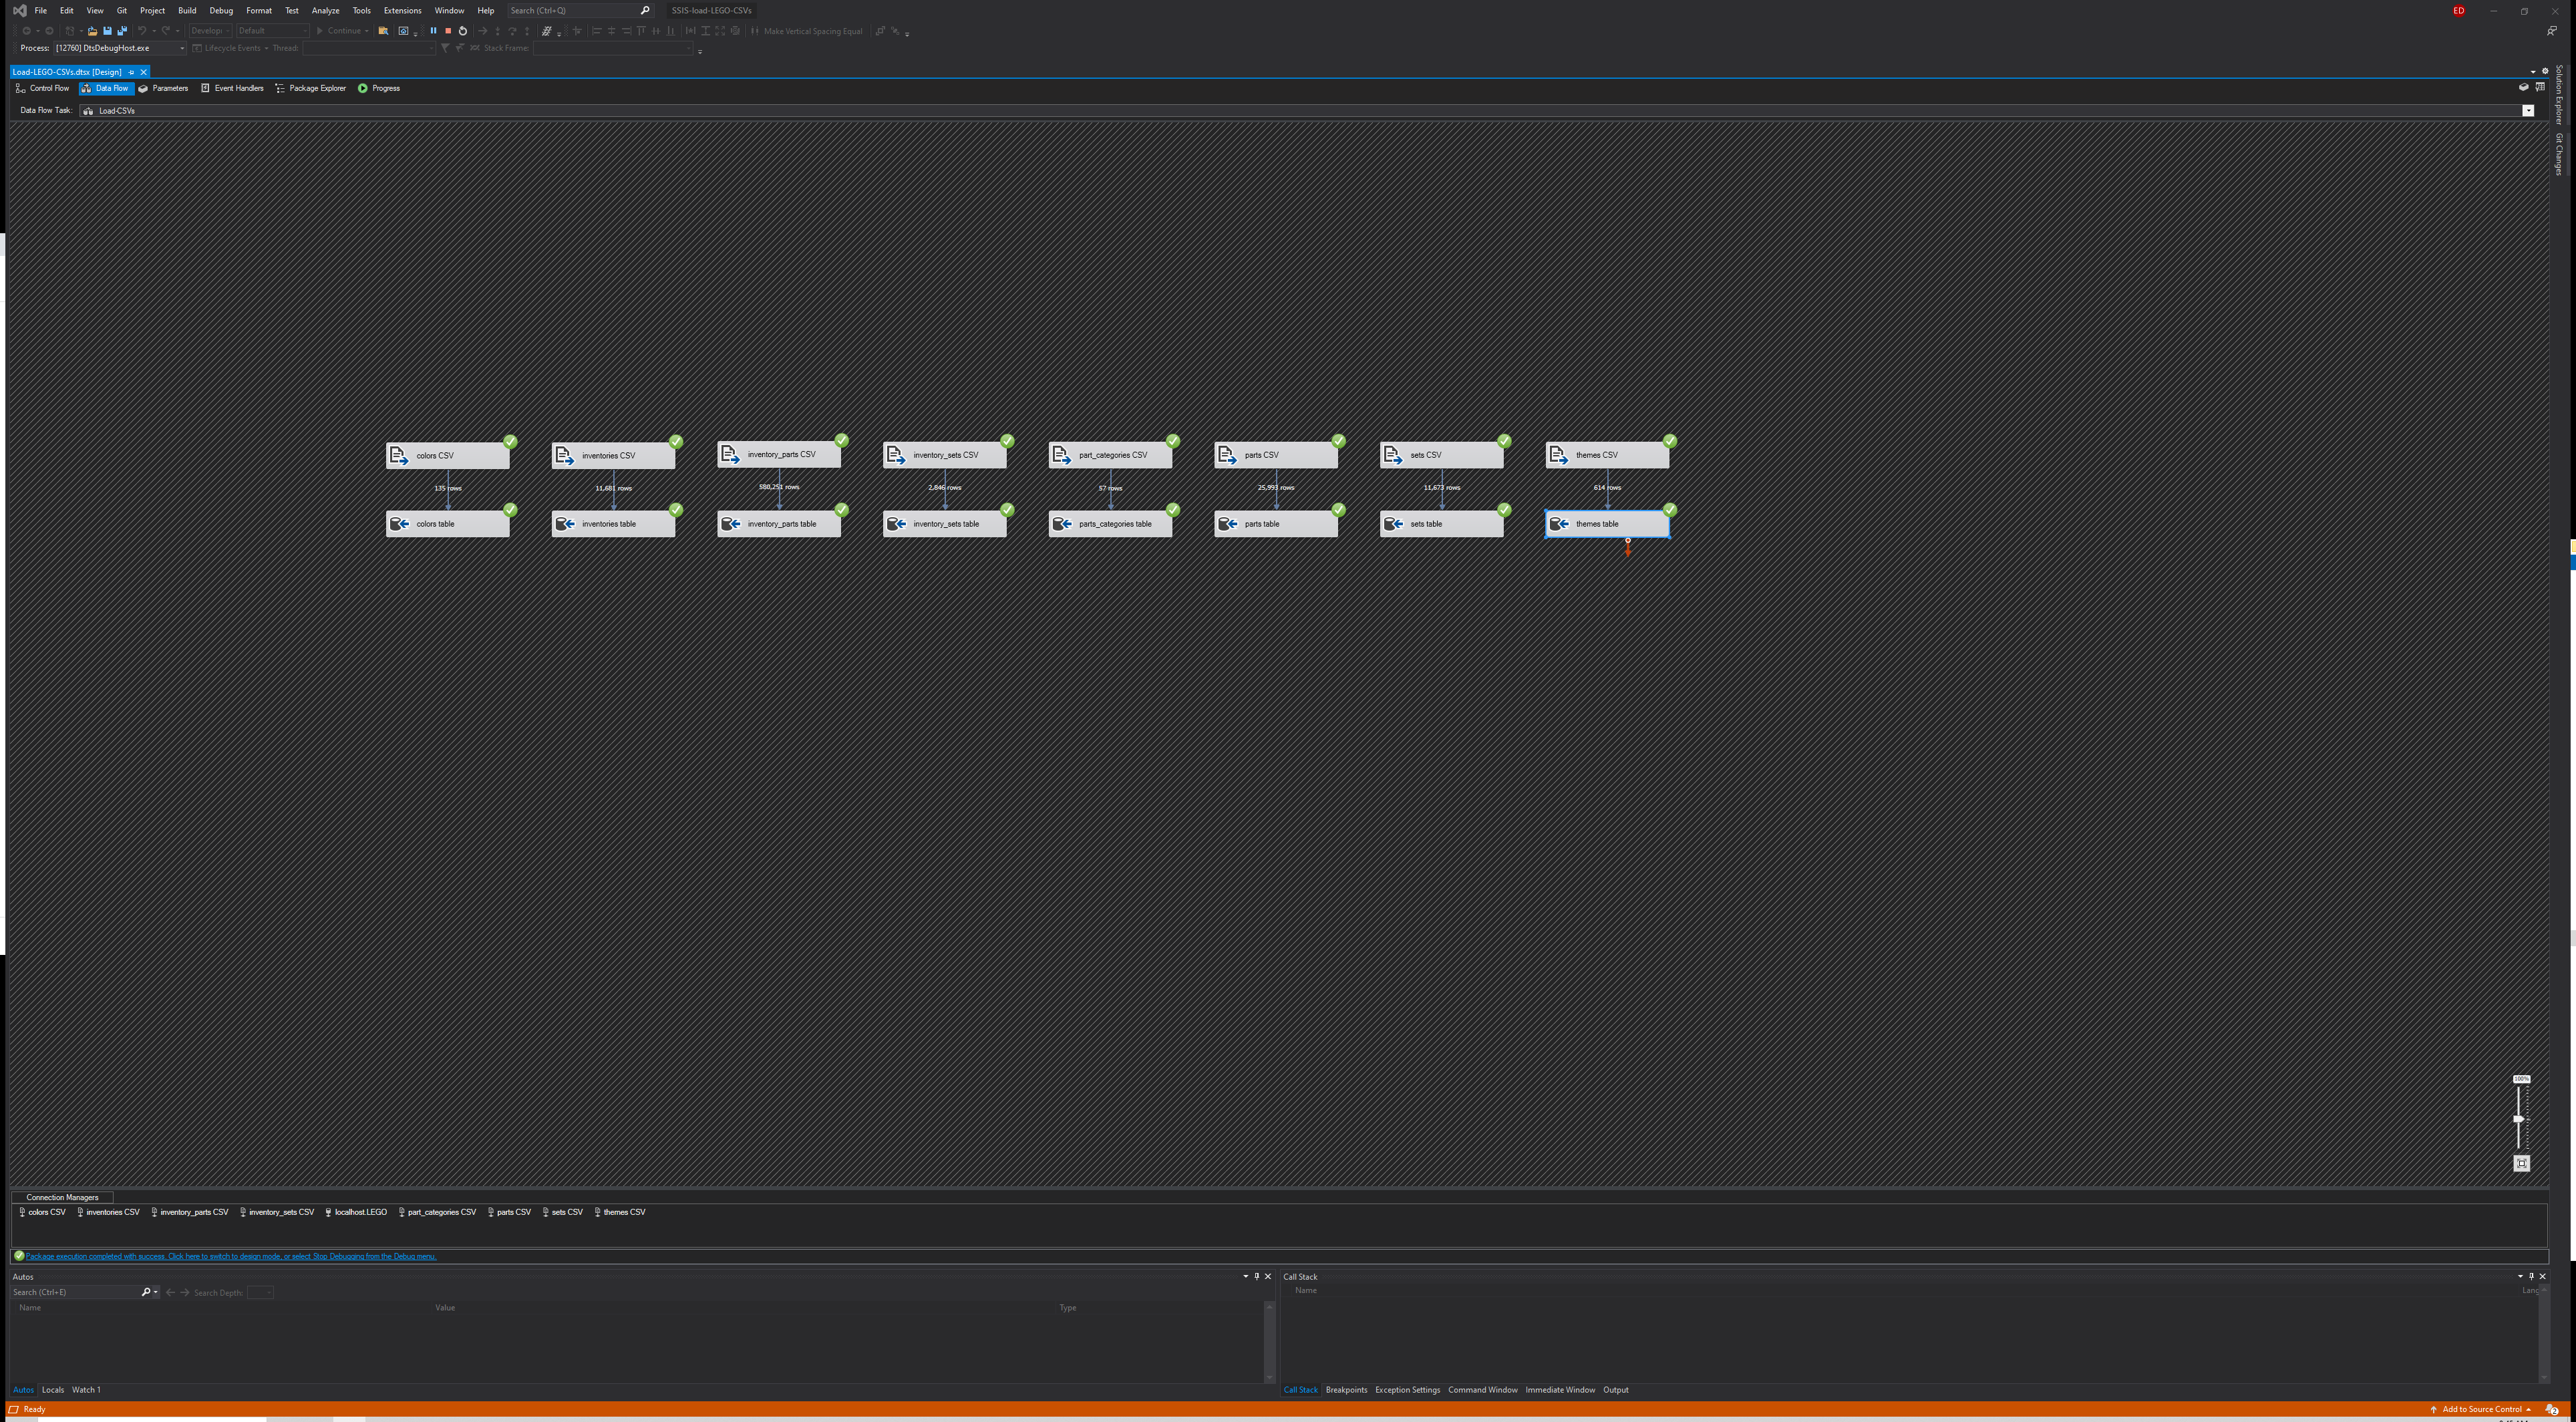 File Edit View Git Project Build Debug Format Test Analyze Tools Extensions Window Help Search (Ctrl+Q) SSIS-load-LEGO-CSVs ED
Develop Default Continue Make Vertical Spacing Equal
Process: [12760] DtsDebugHost.exe Lifecycle Events Thread: Stack Frame:
Load-LEGO-CSVs.dtsx [Design]
Control Flow Data Flow Parameters Event Handlers Package Explorer Progress
Data Flow Task: Load-CSVs
Solution Explorer
Git Changes
colors CSV inventories CSV inventory_parts CSV inventory_sets CSV part_categories CSV parts CSV sets CSV themes CSV
135 rows 11,681 rows 580,251 rows 2,846 rows 57 rows 25,993 rows 11,673 rows 614 rows
colors table inventories table inventory_parts table inventory_sets table parts_categories table parts table sets table themes table
100%
Connection Managers
colors CSV inventories CSV inventory_parts CSV inventory_sets CSV localhost.LEGO part_categories CSV parts CSV sets CSV themes CSV
Package execution completed with success. Click here to switch to design mode, or select Stop Debugging from the Debug menu.
Autos Call Stack
Search (Ctrl+E) Search Depth: Name Lang
Name Value Type
Autos Locals Watch 1 Call Stack Breakpoints Exception Settings Command Window Immediate Window Output
Ready Add to Source Control 2